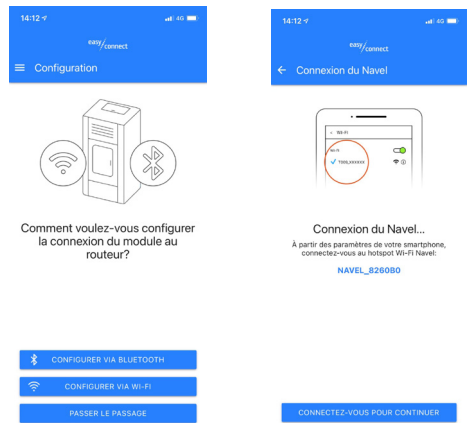 14:12
4G
easy/connect
Configuration
Comment voulez-vous configurer
la connexion du module au
routeur?
CONFIGURER VIA BLUETOOTH
CONFIGURER VIA WI-FI
PASSER LE PASSAGE
14:12
4G
easy/connect
Connexion du Navel
Wi-Fi
Wi-Fi
Connexion du Navel...
À partir des paramètres de votre smartphone,
connectez-vous au hotspot Wi-Fi Navel:
NAVEL_8260B0
CONNECTEZ-VOUS POUR CONTINUER